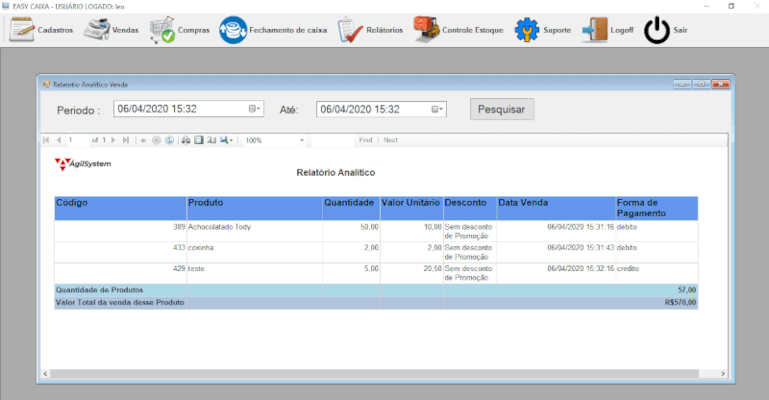 EASY CAIXA - USUÁRIO LOGADO: leo
Cadastros Vendas Compras Fechamento de caixa Relátorios Controle Estoque Suporte Logoff Sair
Relatotio Analitico Venda
Periodo : 06/04/2020 15:32 Até: 06/04/2020 15:32 Pesquisar
1 of 1 100% Find | Next
AgilSystem
Relatório Analitico
Código Produto Quantidade Valor Unitário Desconto Data Venda Forma de
Pagamento
389 Achocolatado Tody 50,00 10,00 Sem desconto 06/04/2020 15:31:16 debito
de Promoção
433 coxinha 2,00 2,00 Sem desconto 06/04/2020 15:31:43 debito
de Promoção
429 teste 5,00 20,50 Sem desconto 06/04/2020 15:32:16 credito
de Promoção
Quantidade de Produtos 57,00
Valor Total da venda desse Produto R$570,00